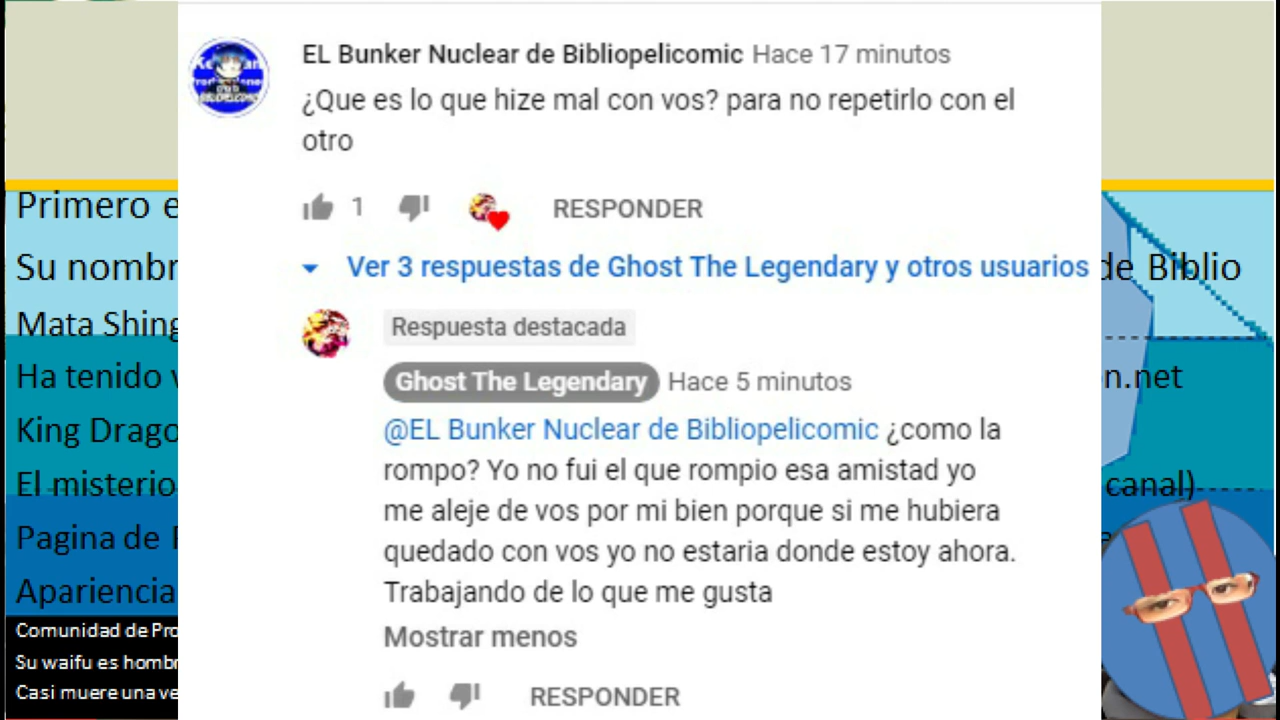 EL Bunker Nuclear de Bibliopelicomic Hace 17 minutos
¿Que es lo que hize mal con vos? para no repetirlo con el
otro
1 RESPONDER
Ver 3 respuestas de Ghost The Legendary y otros usuarios
Respuesta destacada
Ghost The Legendary Hace 5 minutos
@EL Bunker Nuclear de Bibliopelicomic ¿como la
rompo? Yo no fui el que rompio esa amistad yo
me aleje de vos por mi bien porque si me hubiera
quedado con vos yo no estaria donde estoy ahora.
Trabajando de lo que me gusta
Mostrar menos
RESPONDER
Primero e
Su nombr de Biblio
Mata Shing
Ha tenido v n.net
King Drago
El misterio canal)
Pagina de
Apariencia
Comunidad de Pro
Su waifu es hombr
Casi muere una ve